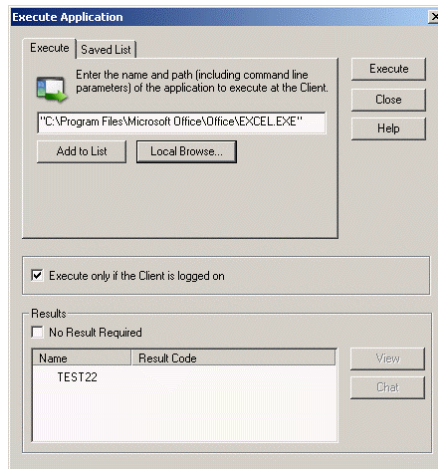 Execute Application
Execute
Saved List
Enter the name and path (including command line
parameters) of the application to execute at the Client.
"C:\Program Files\Microsoft Office\Office\EXCEL.EXE"
Add to List
Local Browse...
Execute
Close
Help
Execute only if the Client is logged on
Results
No Result Required
Name
Result Code
TEST22
View
Chat